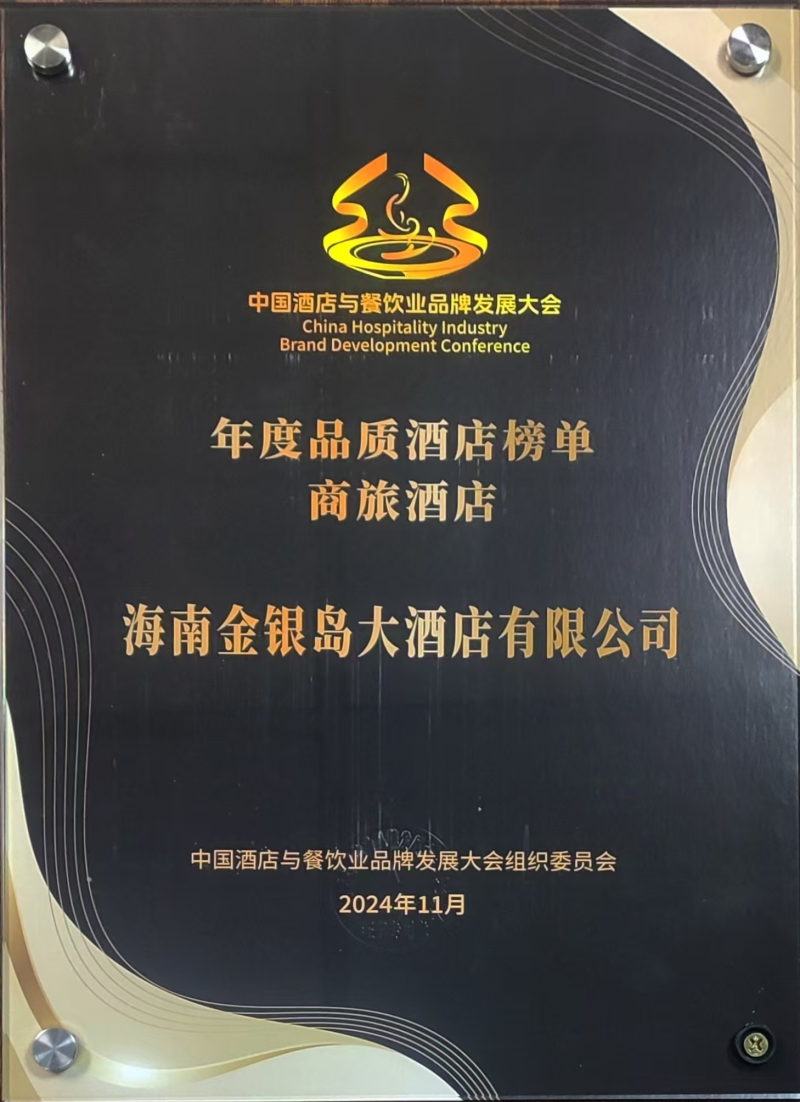 中国酒店与餐饮业品牌发展大会
China Hospitality Industry
Brand Development Conference
年度品质酒店榜单
商旅酒店
海南金银岛大酒店有限公司
中国酒店与餐饮业品牌发展大会组织委员会
2024年11月